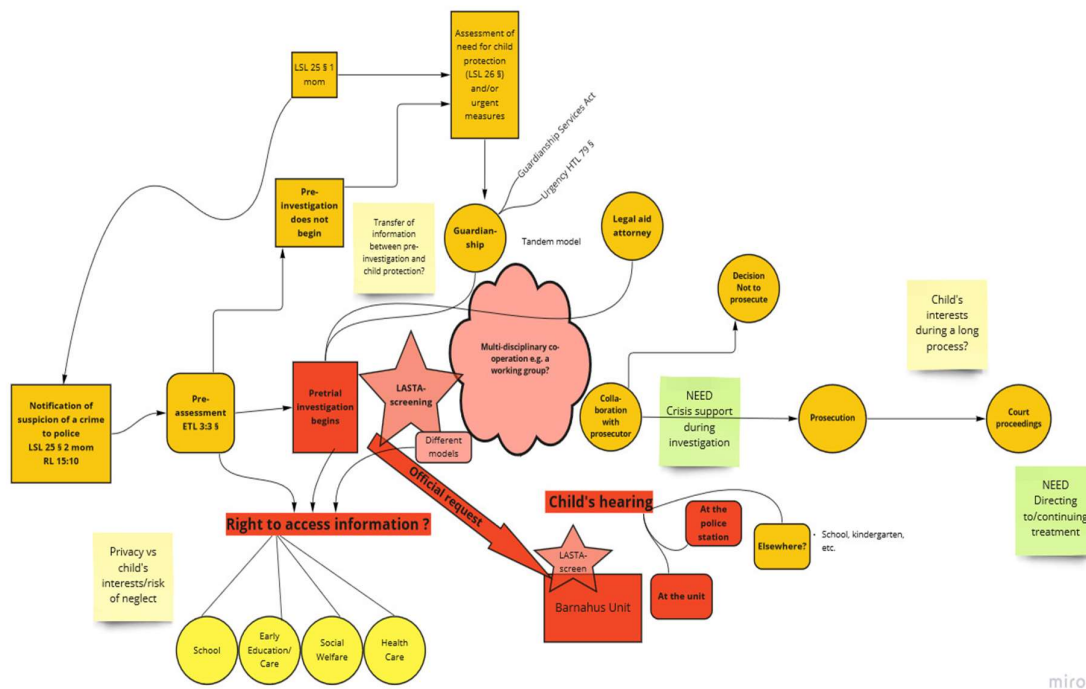 LSL 25 § 1
mom
Assessment of
need for child
protection
(LSL 26 §)
and/or
urgent
measures
Guardianship Services Act
Urgency HTL 79 §
Pre-
investigation
does not
begin
Transfer of
information
between pre-
investigation and
child protection?
Guardian-
ship
Tandem model
Legal aid
attorney
Decision
Not to
prosecute
Child's
interests
during a long
process?
Notification of
suspicion of a crime
to police
LSL 25 § 2 mom
RL 15:10
Pre-
assessment
ETL 3:3 §
Pretrial
investigation
begins
LASTA-
screening
Different
models
Multi-disciplinary co-
operation e.g. a
working group?
Colla-
boration
with
prosecutor
NEED
Crisis support
during
investigation
Prosecution
Court
proceedings
Official request
Right to access information ?
Child's hearing
At the
police
station
Elsewhere?
• School, kindergarten,
etc.
NEED
Directing
to/continuing
treatment
Privacy vs
child's
interests/risk
of neglect
LASTA-
screen
Barnahus Unit
At the unit
School
Early
Education/
Care
Social
Welfare
Health
Care
miro